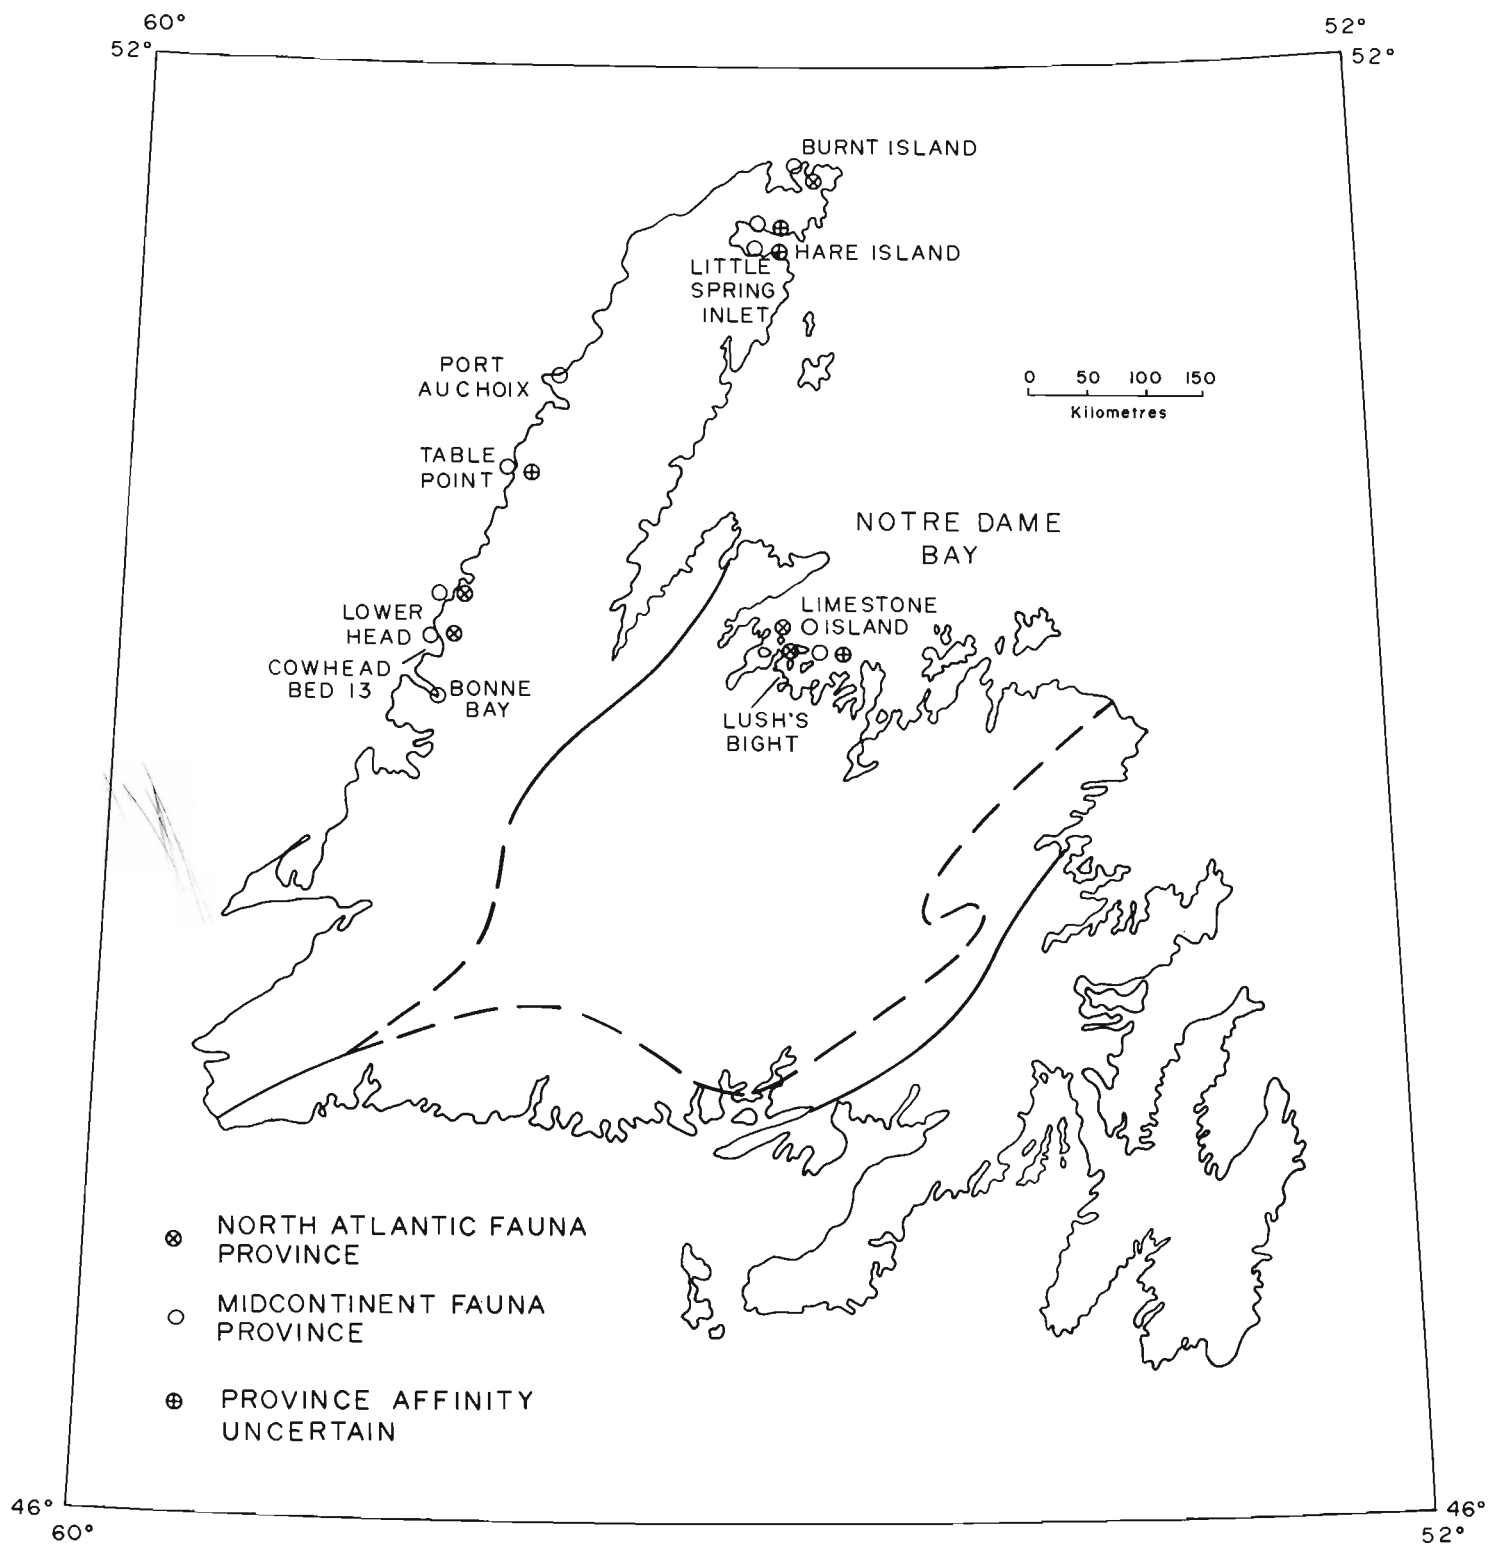 60°
52°
52°
52°
BURNT ISLAND
HARE ISLAND
LITTLE
SPRING
INLET
PORT
AU CHOIX
0 50 100 150
Kilometres
TABLE
POINT
NOTRE DAME
BAY
LIMESTONE
ISLAND
LOWER
HEAD
COWHEAD
BED 13
BONNE
BAY
LUSH'S
BIGHT
NORTH ATLANTIC FAUNA
PROVINCE
MIDCONTINENT FAUNA
PROVINCE
PROVINCE AFFINITY
UNCERTAIN
46°
60°
46°
52°